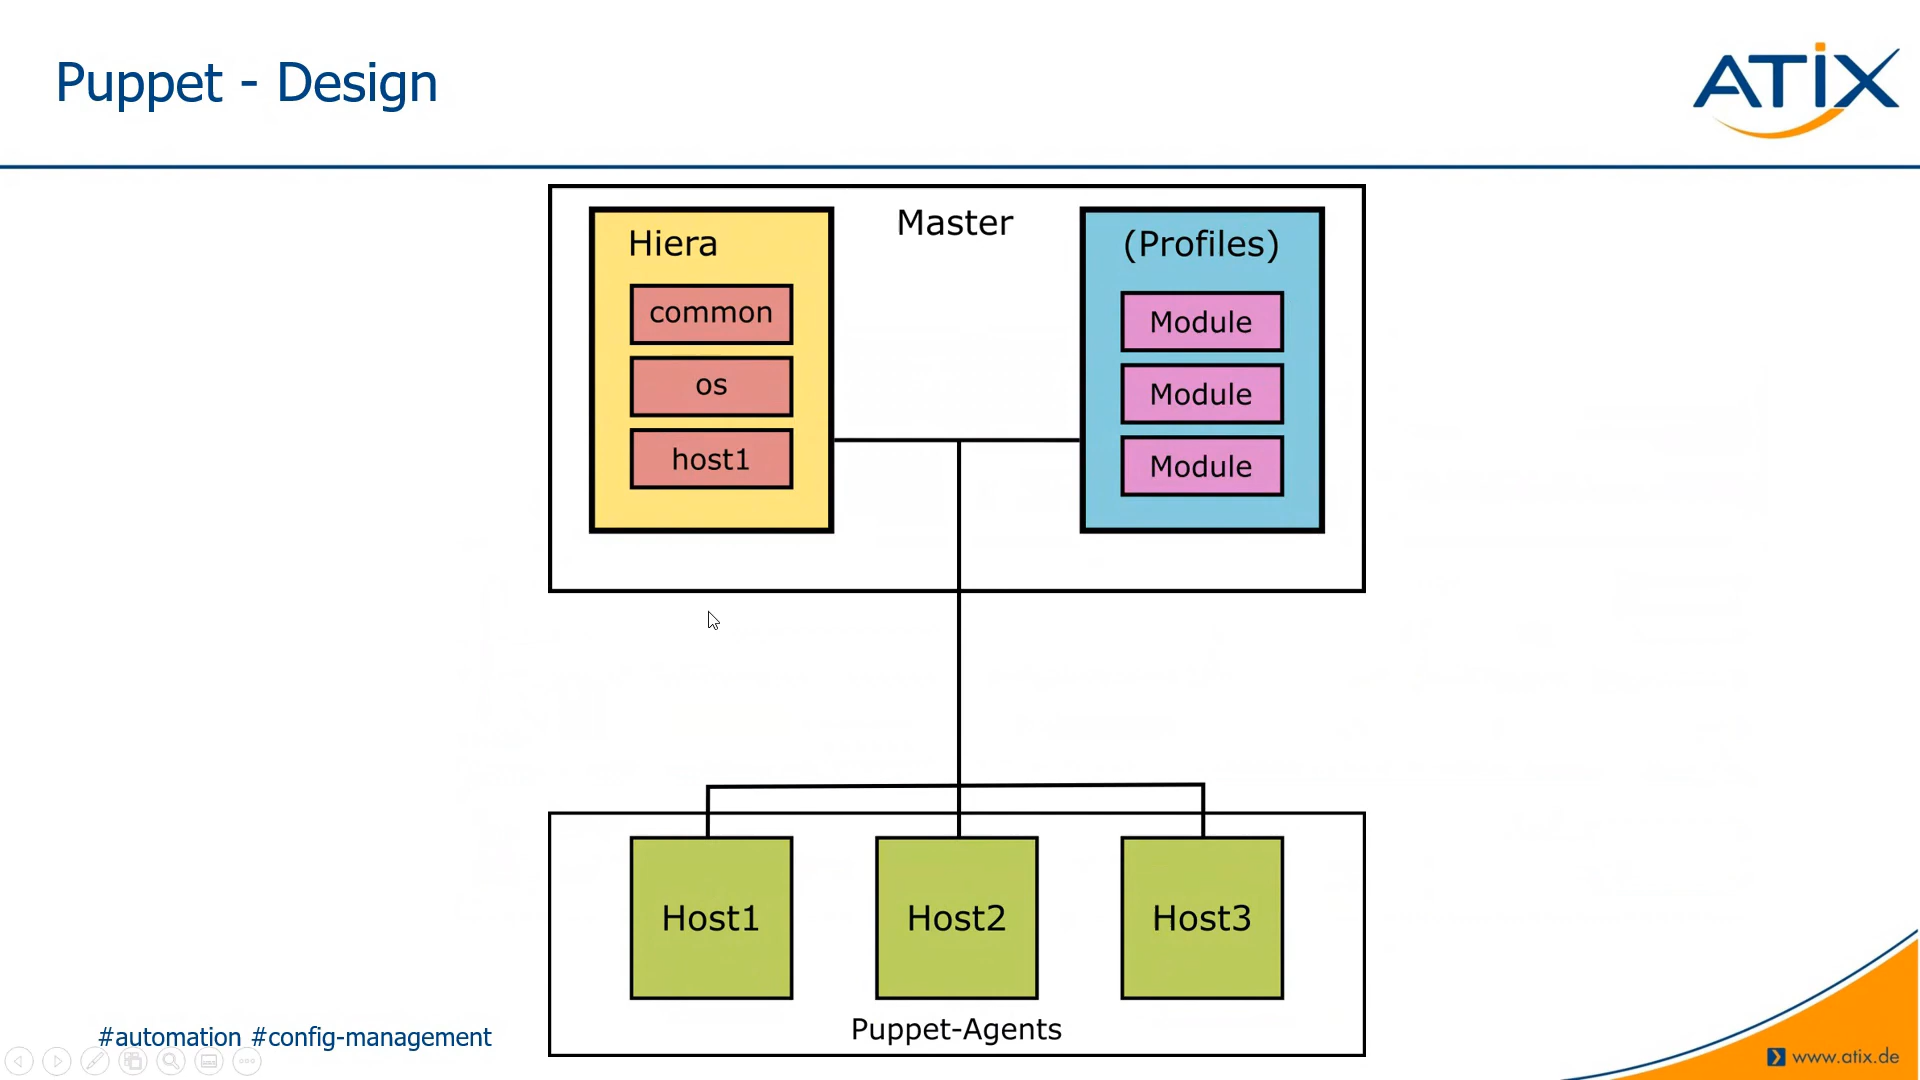 Puppet - Design
ATIX
Master
Hiera
common
os
host1
(Profiles)
Module
Module
Module
Host1
Host2
Host3
Puppet-Agents
#automation #config-management
www.atix.de